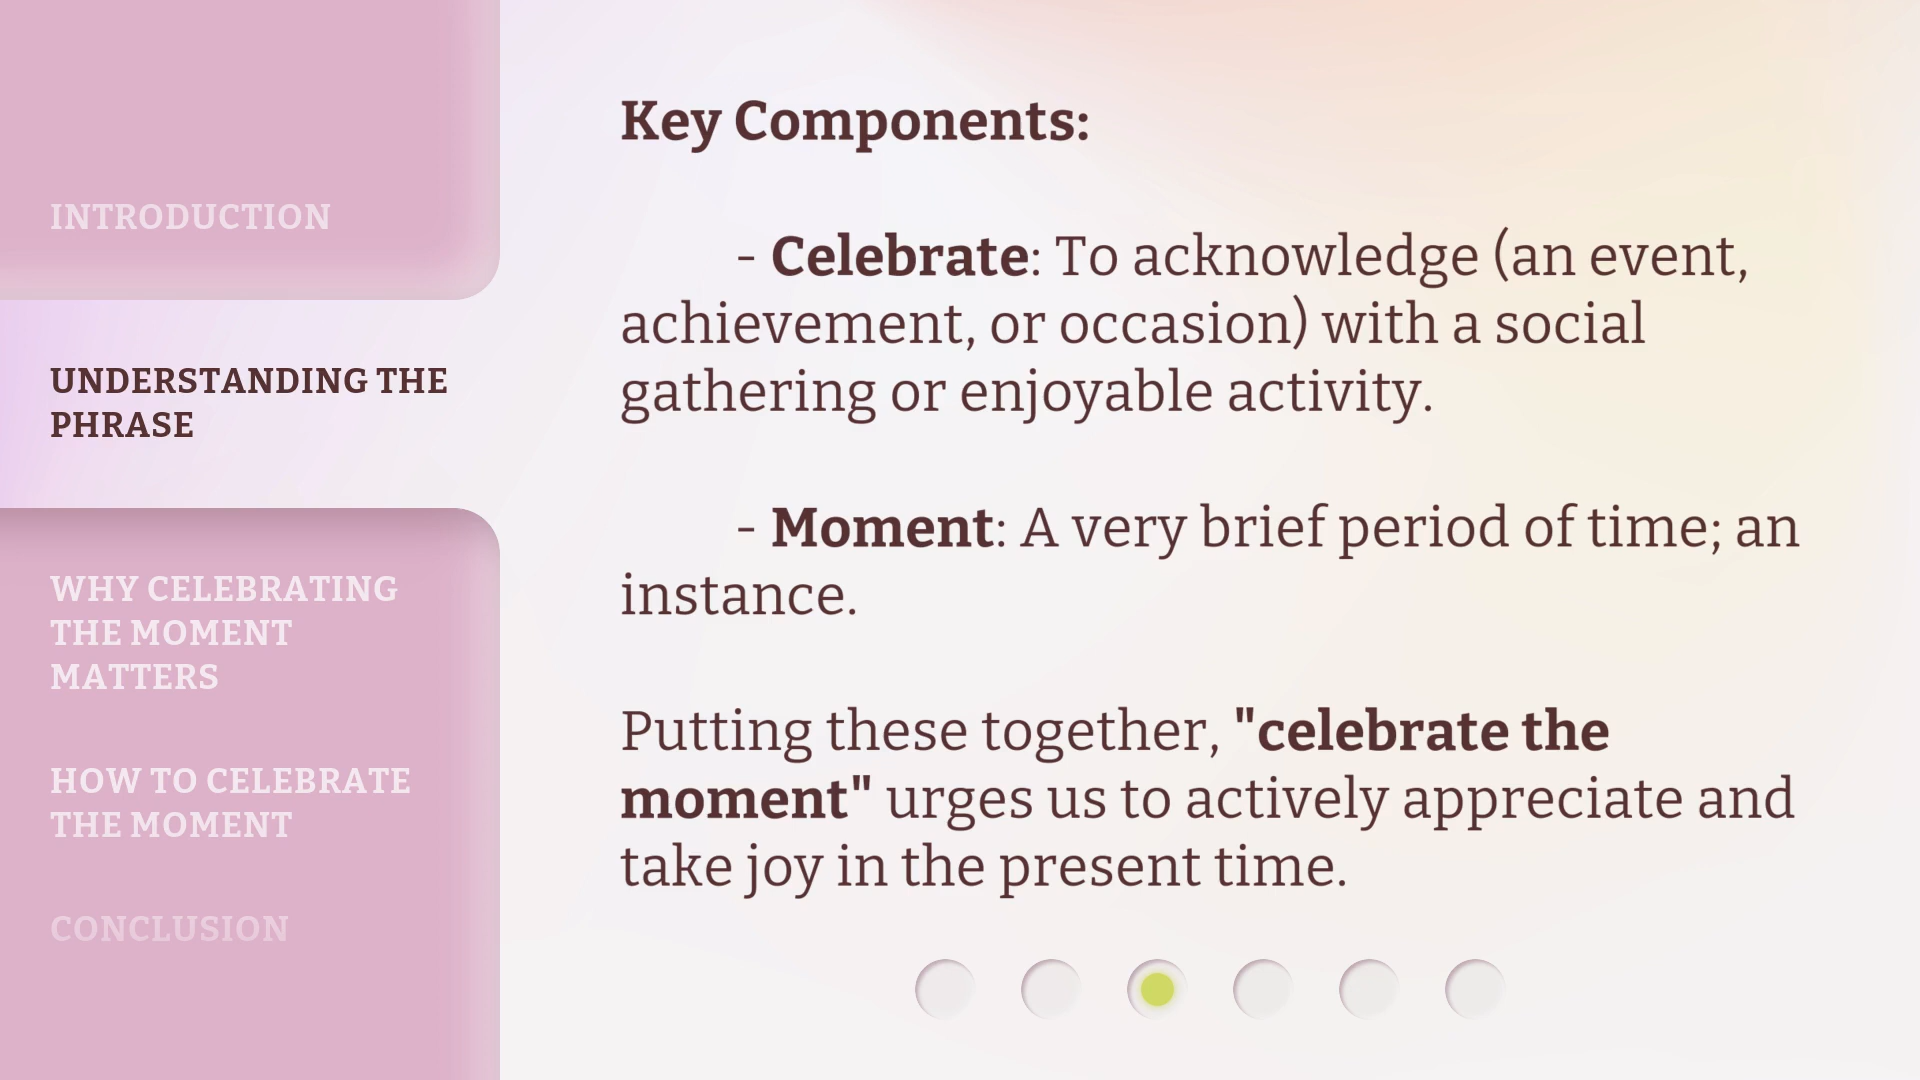 INTRODUCTION
UNDERSTANDING THE
PHRASE
WHY CELEBRATING
THE MOMENT
MATTERS
HOW TO CELEBRATE
THE MOMENT
CONCLUSION
Key Components:
- Celebrate: To acknowledge (an event,
achievement, or occasion) with a social
gathering or enjoyable activity.
- Moment: A very brief period of time; an
instance.
Putting these together, "celebrate the
moment" urges us to actively appreciate and
take joy in the present time.